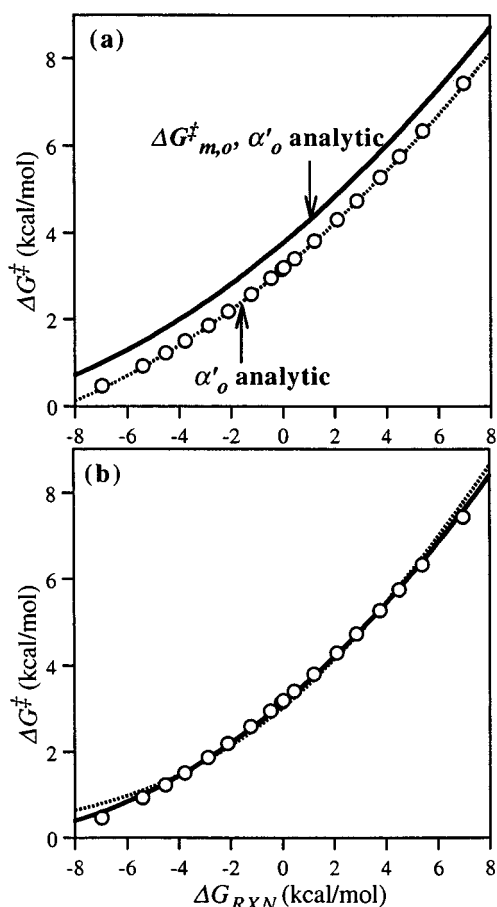 (a)
8
6
4
2
0
ΔG‡ (kcal/mol)
ΔG‡m,o, α′o analytic
α′o analytic
-8 -6 -4 -2 0 2 4 6 8
(b)
8
6
4
2
0
ΔG‡ (kcal/mol)
-8 -6 -4 -2 0 2 4 6 8
ΔGRXN (kcal/mol)